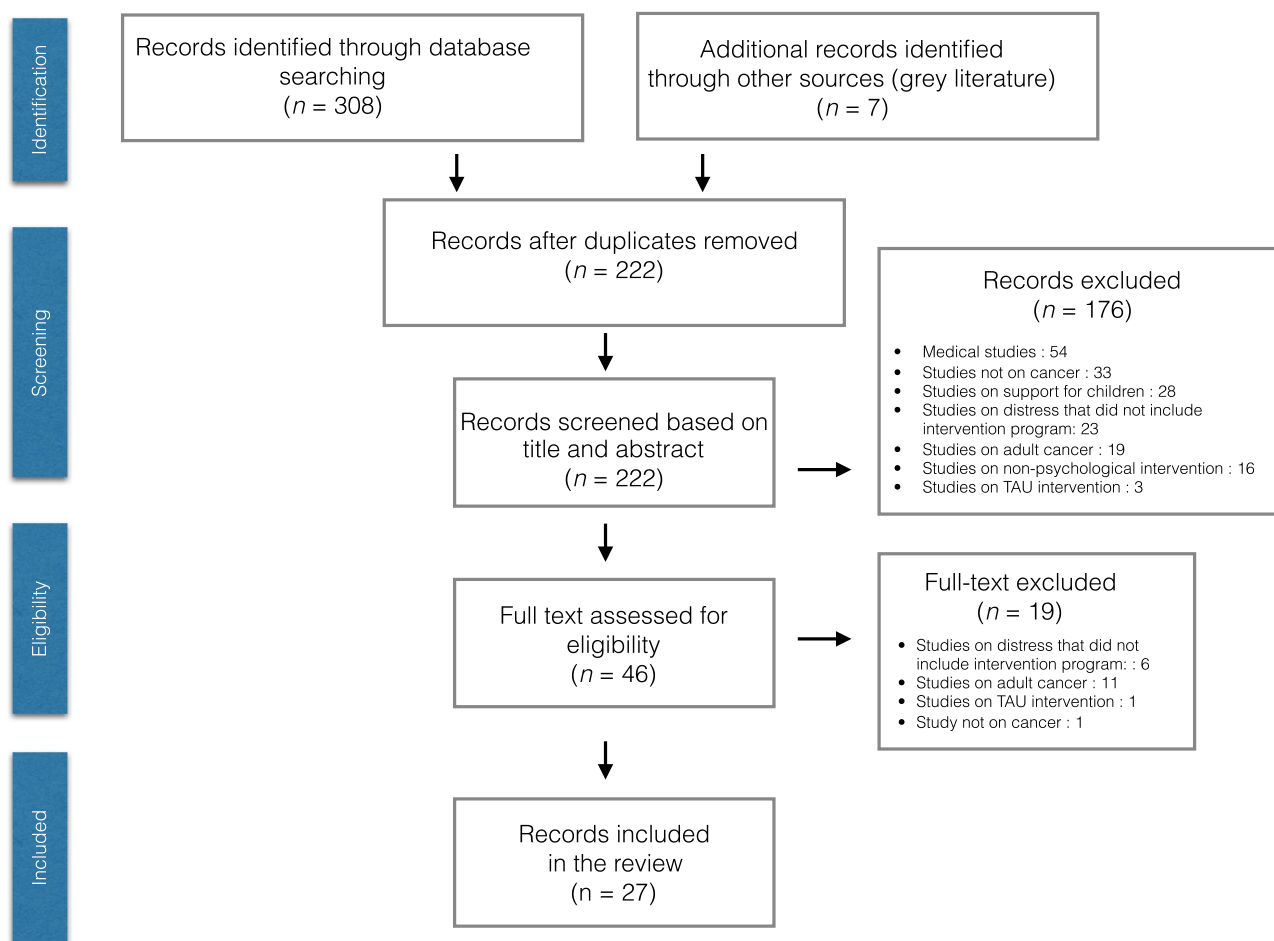 Identification
Records identified through database
searching
(n = 308)
Additional records identified
through other sources (grey literature)
(n = 7)
Screening
Records after duplicates removed
(n = 222)
Records screened based on
title and abstract
(n = 222)
Records excluded
(n = 176)
• Medical studies : 54
• Studies not on cancer : 33
• Studies on support for children : 28
• Studies on distress that did not include
intervention program: 23
• Studies on adult cancer : 19
• Studies on non-psychological intervention : 16
• Studies on TAU intervention : 3
Eligibility
Full text assessed for
eligibility
(n = 46)
Full-text excluded
(n = 19)
• Studies on distress that did not
include intervention program: : 6
• Studies on adult cancer : 11
• Studies on TAU intervention : 1
• Study not on cancer : 1
Included
Records included
in the review
(n = 27)